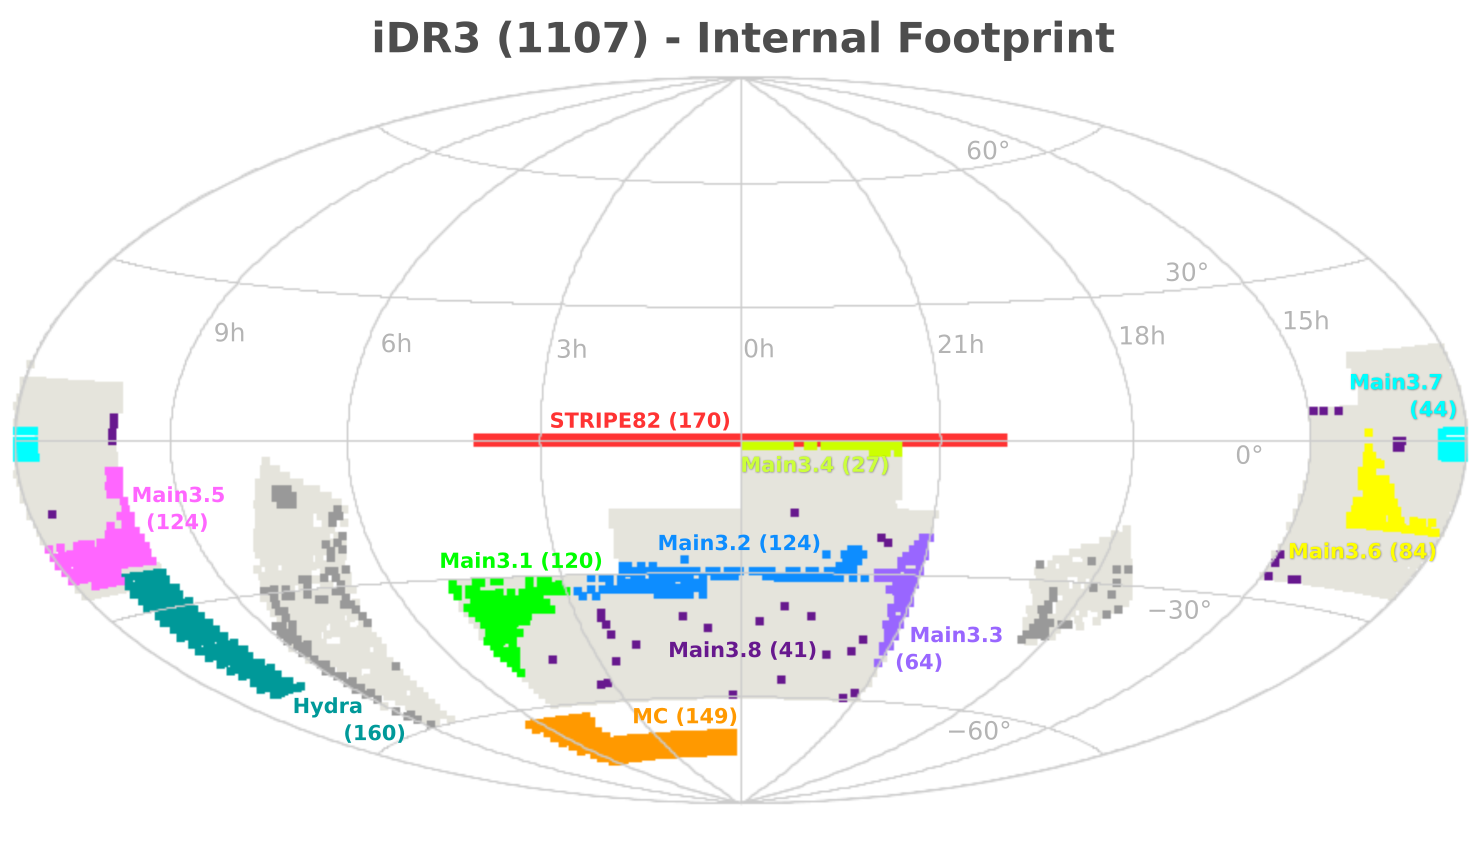 iDR3 (1107) - Internal Footprint
60°
30°
15h
9h
6h
3h
0h
21h
18h
Main3.7
(44)
STRIPE82 (170)
0°
Main3.4 (27)
Main3.5
(124)
Main3.2 (124)
Main3.6 (84)
Main3.1 (120)
−30°
Main3.3
(64)
Main3.8 (41)
Hydra
(160)
MC (149)
−60°